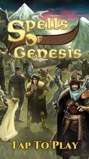 Spells
of
Genesis
Tap To Play